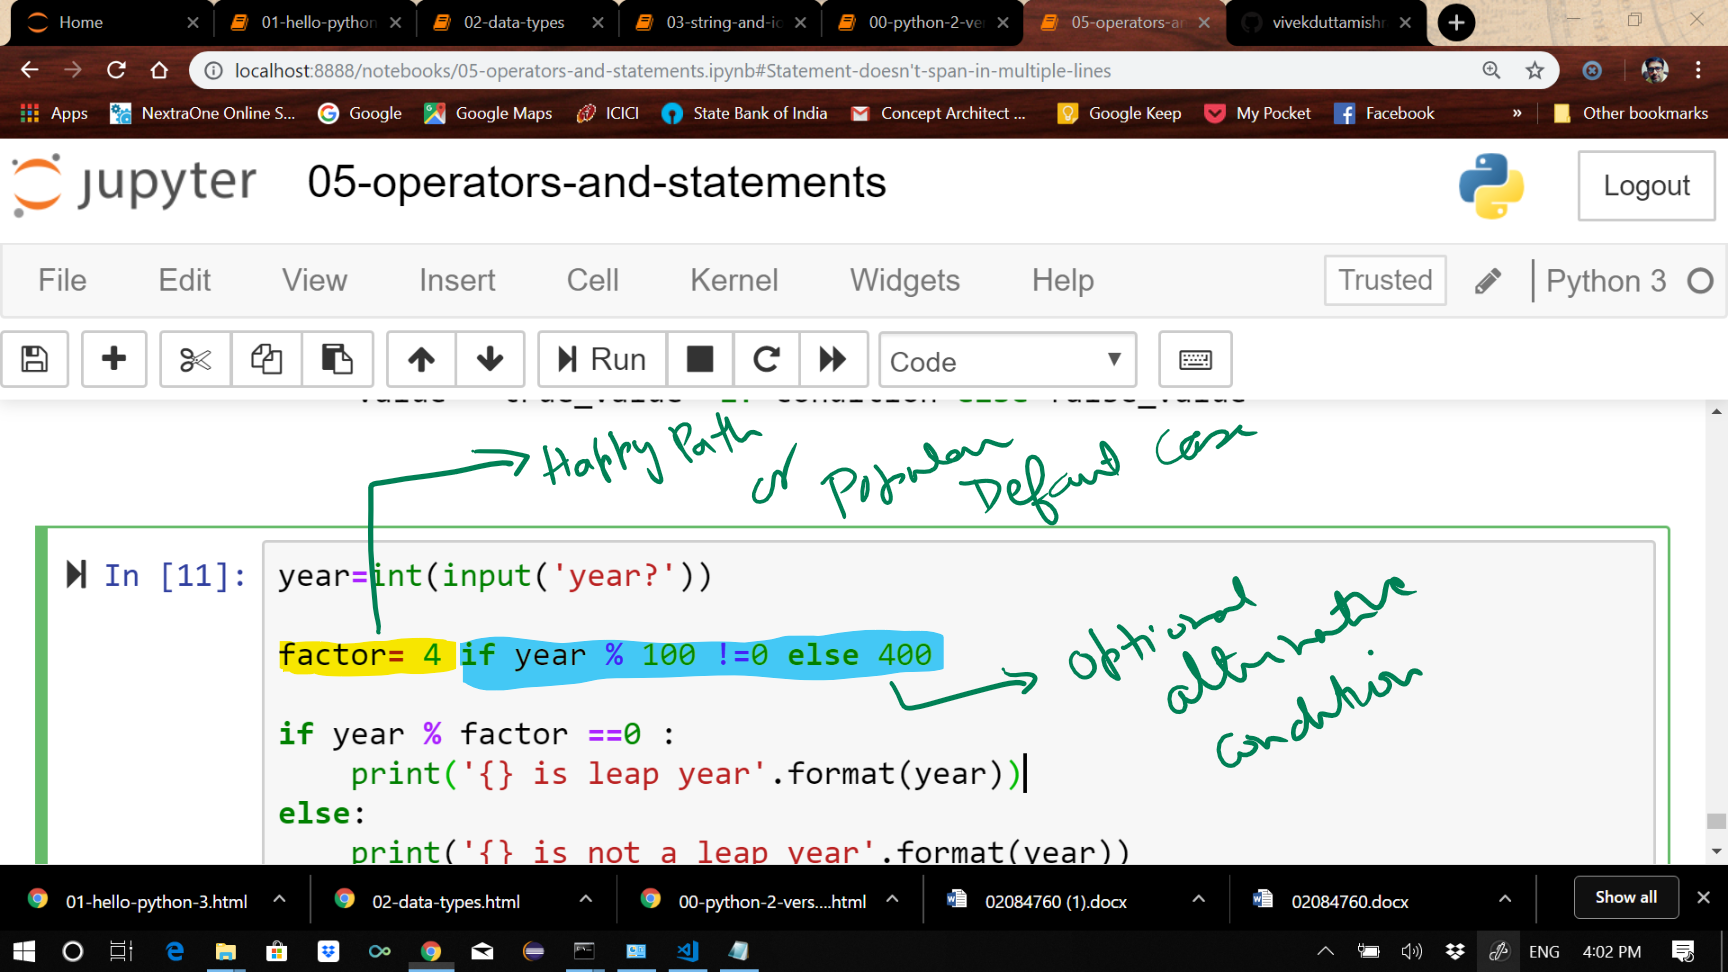 Home
01-hello-python
02-data-types
03-string-and-io
00-python-2-ve
05-operators-a
vivekduttamishr
localhost:8888/notebooks/05-operators-and-statements.ipynb#Statement-doesn't-span-in-multiple-lines
Apps
NextraOne Online S...
Google
Google Maps
ICICI
State Bank of India
Concept Architect ...
Google Keep
My Pocket
Facebook
»
Other bookmarks
jupyter
05-operators-and-statements
Logout
File
Edit
View
Insert
Cell
Kernel
Widgets
Help
Trusted
Python 3
Run
Code
value = true_value if condition else false_value
Happy Path
or Popular
Default Case
In [11]:
year=int(input('year?'))
factor= 4 if year % 100 !=0 else 400
optional
alternative
condition
if year % factor ==0 :
print('{} is leap year'.format(year))
else:
print('{} is not a leap year'.format(year))
01-hello-python-3.html
02-data-types.html
00-python-2-vers....html
02084760 (1).docx
02084760.docx
Show all
ENG
4:02 PM